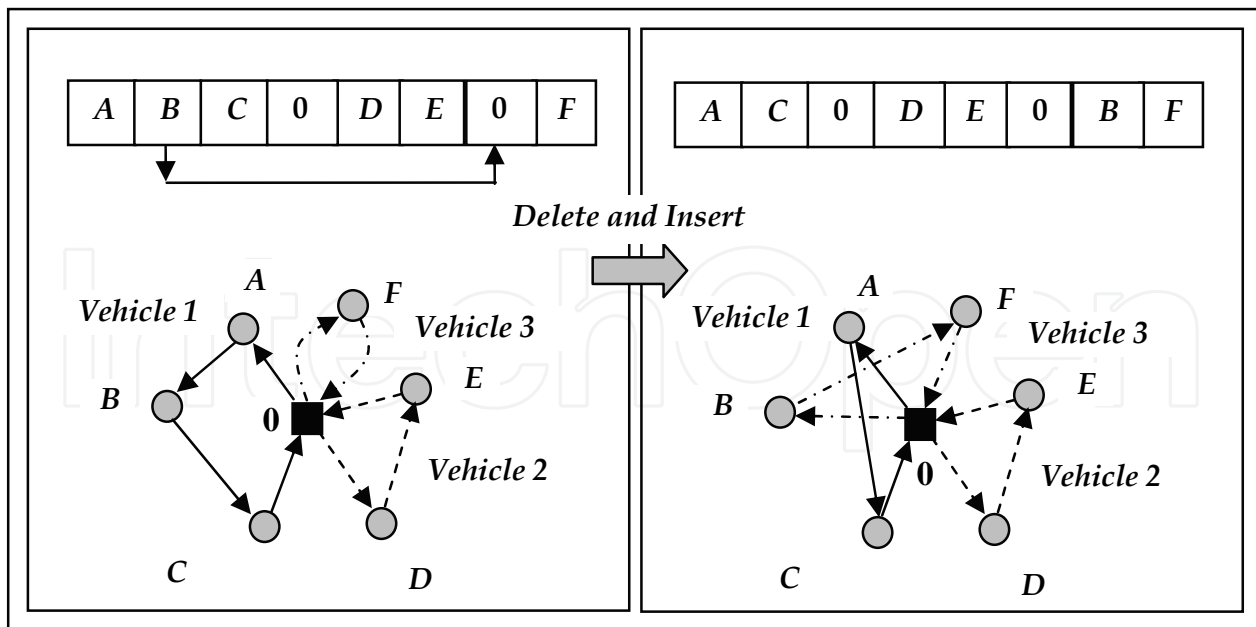 A B C 0 D E 0 F
A C 0 D E 0 B F
Delete and Insert
A
F
Vehicle 1
Vehicle 3
B
E
0
Vehicle 2
C
D
A
F
Vehicle 1
Vehicle 3
B
E
0
Vehicle 2
C
D
IntechOpen